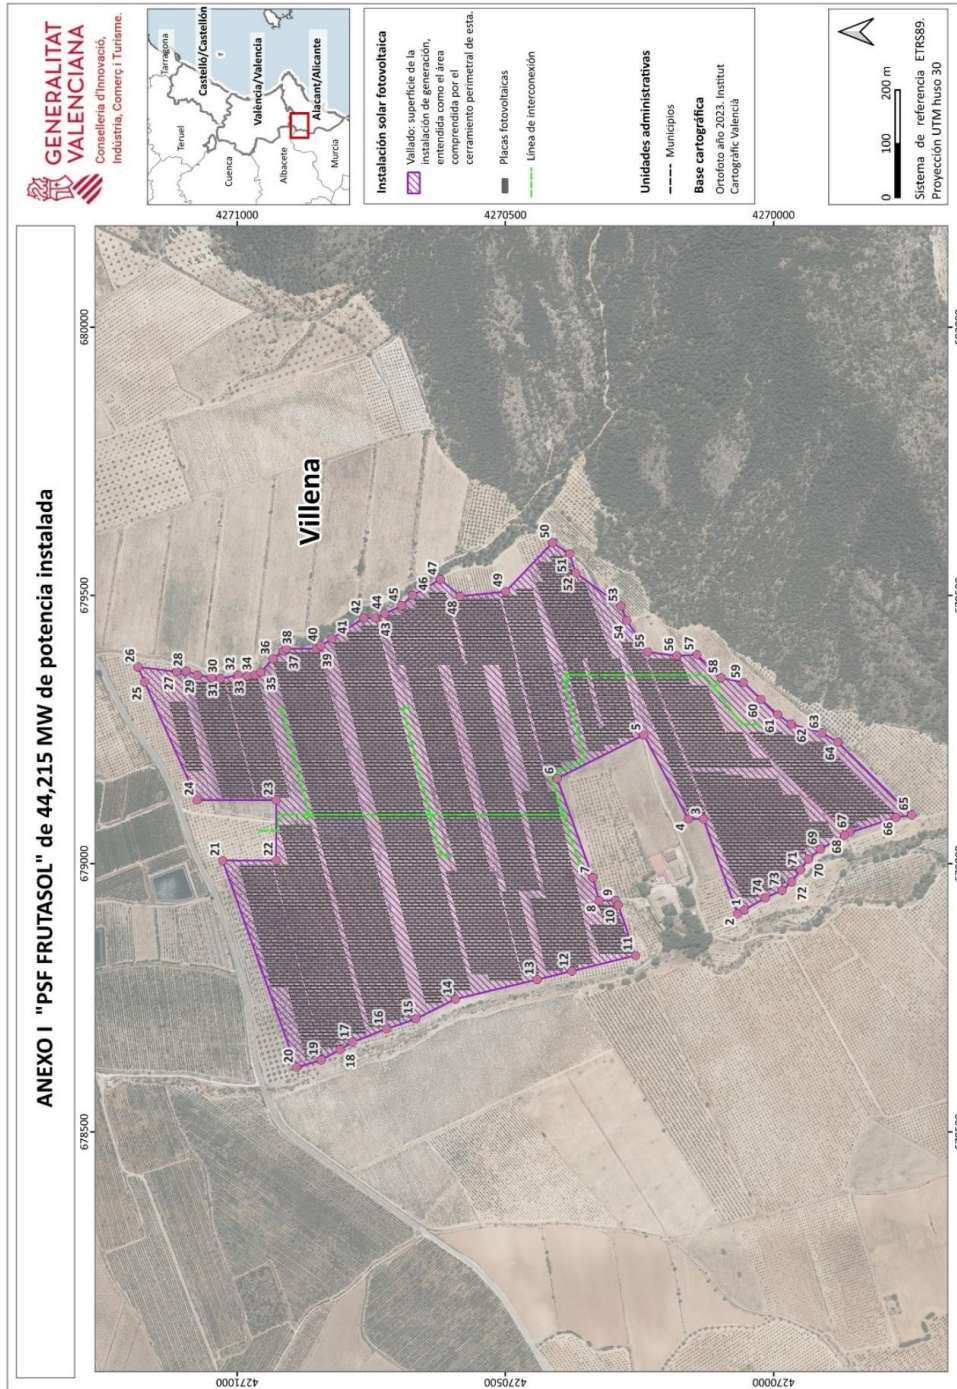 ANEXO I "PSF FRUTASOL" de 44,215 MW de potencia instalada
GENERALITAT
VALENCIANA
Conselleria d'Innovació,
Indústria, Comerç i Turisme.
Tarragona
Teruel
Castelló/Castellón
Cuenca
València/Valencia
Albacete
Alacant/Alicante
Murcia
Instalación solar fotovoltaica
Vallado: superficie de la
instalación de generación,
entendida como el área
comprendida por el
cerramiento perimetral de esta.
Placas fotovoltaicas
Línea de interconexión
Unidades administrativas
Municipios
Base cartográfica
Ortofoto año 2023. Institut
Cartogràfic Valencià
0 100 200 m
Sistema de referencia ETRS89.
Proyección UTM huso 30
678500
679000
679500
680000
4271000
4270500
4270000
4271000
4270500
4270000
Villena
1
2
3
4
5
6
7
8
9
10
11
12
13
14
15
16
17
18
19
20
21
22
23
24
25
26
27
28
29
30
31
32
33
34
35
36
37
38
39
40
41
42
43
44
45
46
47
48
49
50
51
52
53
54
55
56
57
58
59
60
61
62
63
64
65
66
67
68
69
70
71
72
73
74